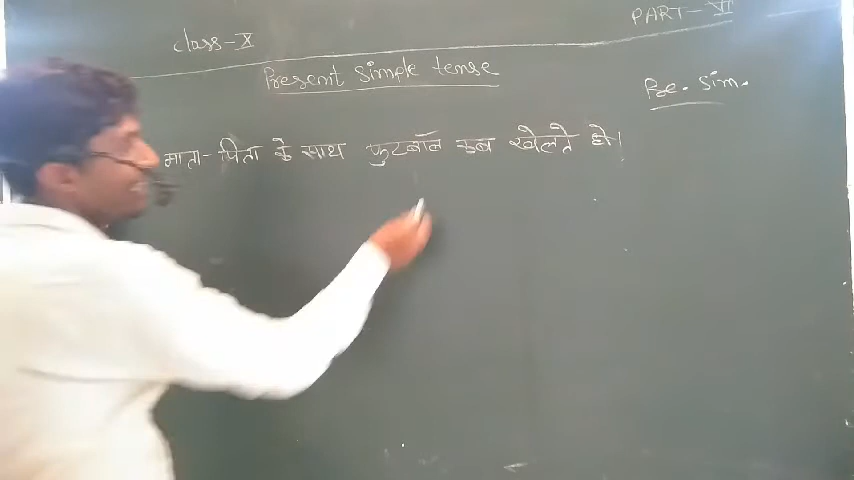 PART-VI
class-X
Present simple tense
Pre. Sim.
माता-पिता के साथ फुटबॉल कब खेलते हो।